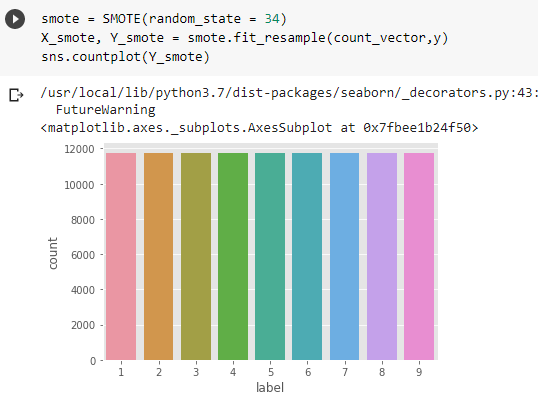 smote = SMOTE(random_state = 34)
X_smote, Y_smote = smote.fit_resample(count_vector,y)
sns.countplot(Y_smote)
/usr/local/lib/python3.7/dist-packages/seaborn/_decorators.py:43:
FutureWarning
<matplotlib.axes._subplots.AxesSubplot at 0x7fbee1b24f50>
12000
10000
8000
6000
4000
2000
0
count
1 2 3 4 5 6 7 8 9
label